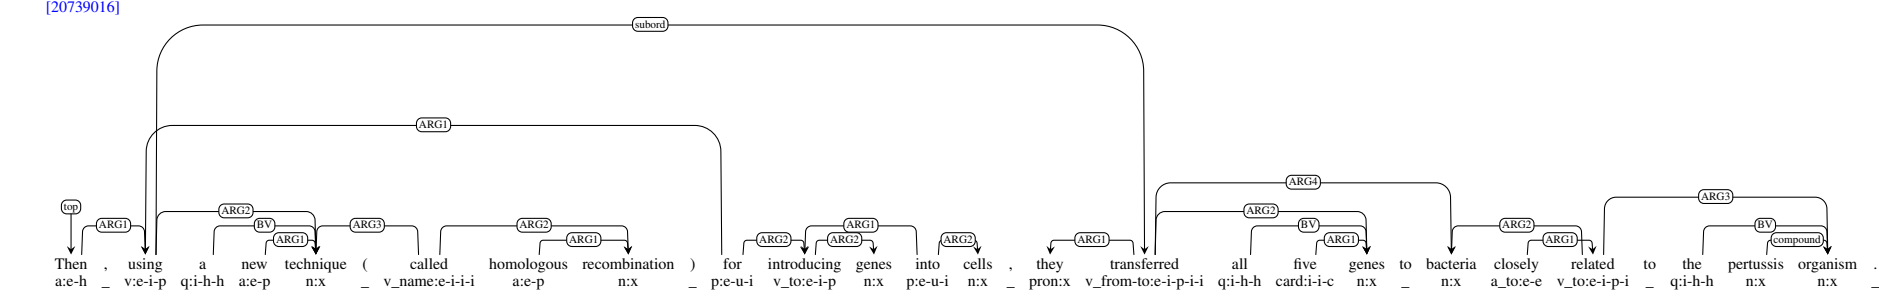 [20739016]
subord
ARG1
ARG4
ARG3
top ARG2 ARG2
ARG1 BV ARG3 ARG2 ARG1 BV ARG2 BV
ARG1 ARG1 ARG2 ARG2 ARG2 ARG1 ARG1 ARG1 compound
Then , using a new technique ( called homologous recombination ) for introducing genes into cells , they transferred all five genes to bacteria closely related to the pertussis organism .
a:e-h _ v:e-i-p q:i-h-h a:e-p n:x _ v_name:e-i-i-i a:e-p n:x _ p:e-u-i v_to:e-i-p n:x p:e-u-i n:x _ pron:x v_from-to:e-i-p-i-i q:i-h-h card:i-i-c n:x _ n:x a_to:e-e v_to:e-i-p-i _ q:i-h-h n:x n:x _